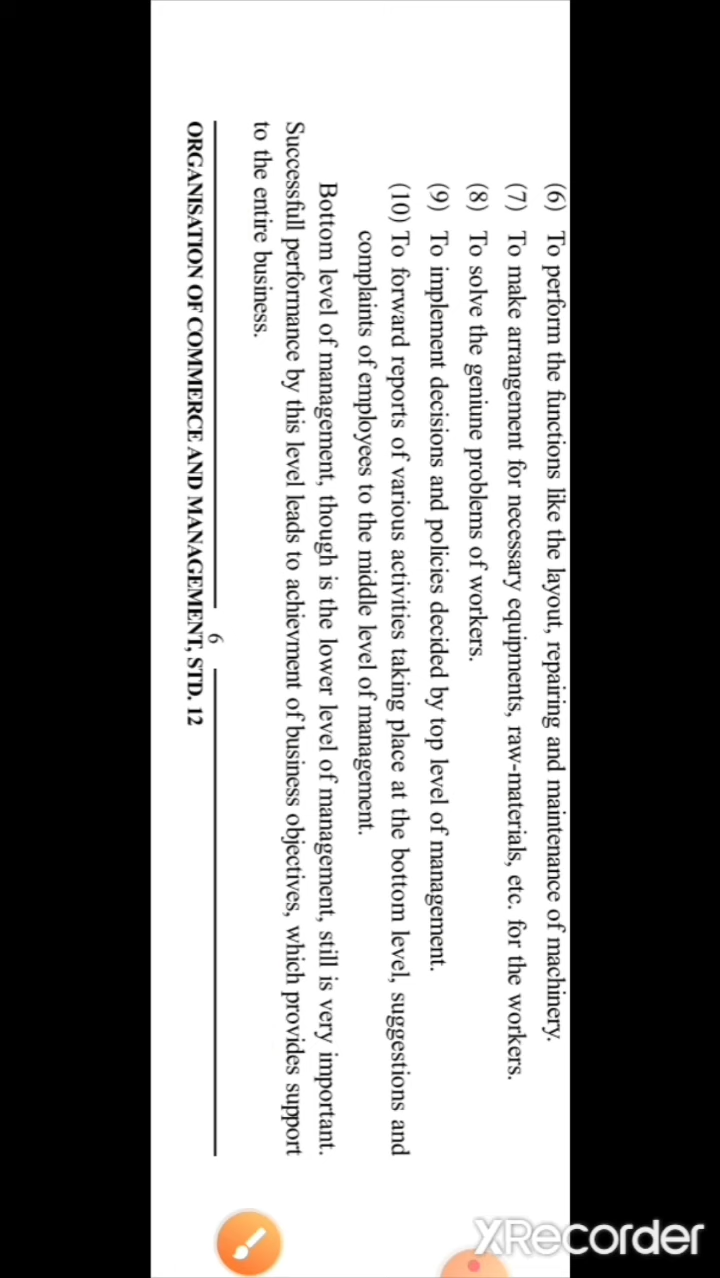 (6) To perform the functions like the layout, repairing and maintenance of machinery.
(7) To make arrangement for necessary equipments, raw-materials, etc. for the workers.
(8) To solve the geniune problems of workers.
(9) To implement decisions and policies decided by top level of management.
(10) To forward reports of various activities taking place at the bottom level, suggestions and
complaints of employees to the middle level of management.
Bottom level of management, though is the lower level of management, still is very important.
Successfull performance by this level leads to achievment of business objectives, which provides support
to the entire business.
6
ORGANISATION OF COMMERCE AND MANAGEMENT, STD. 12
XRecorder